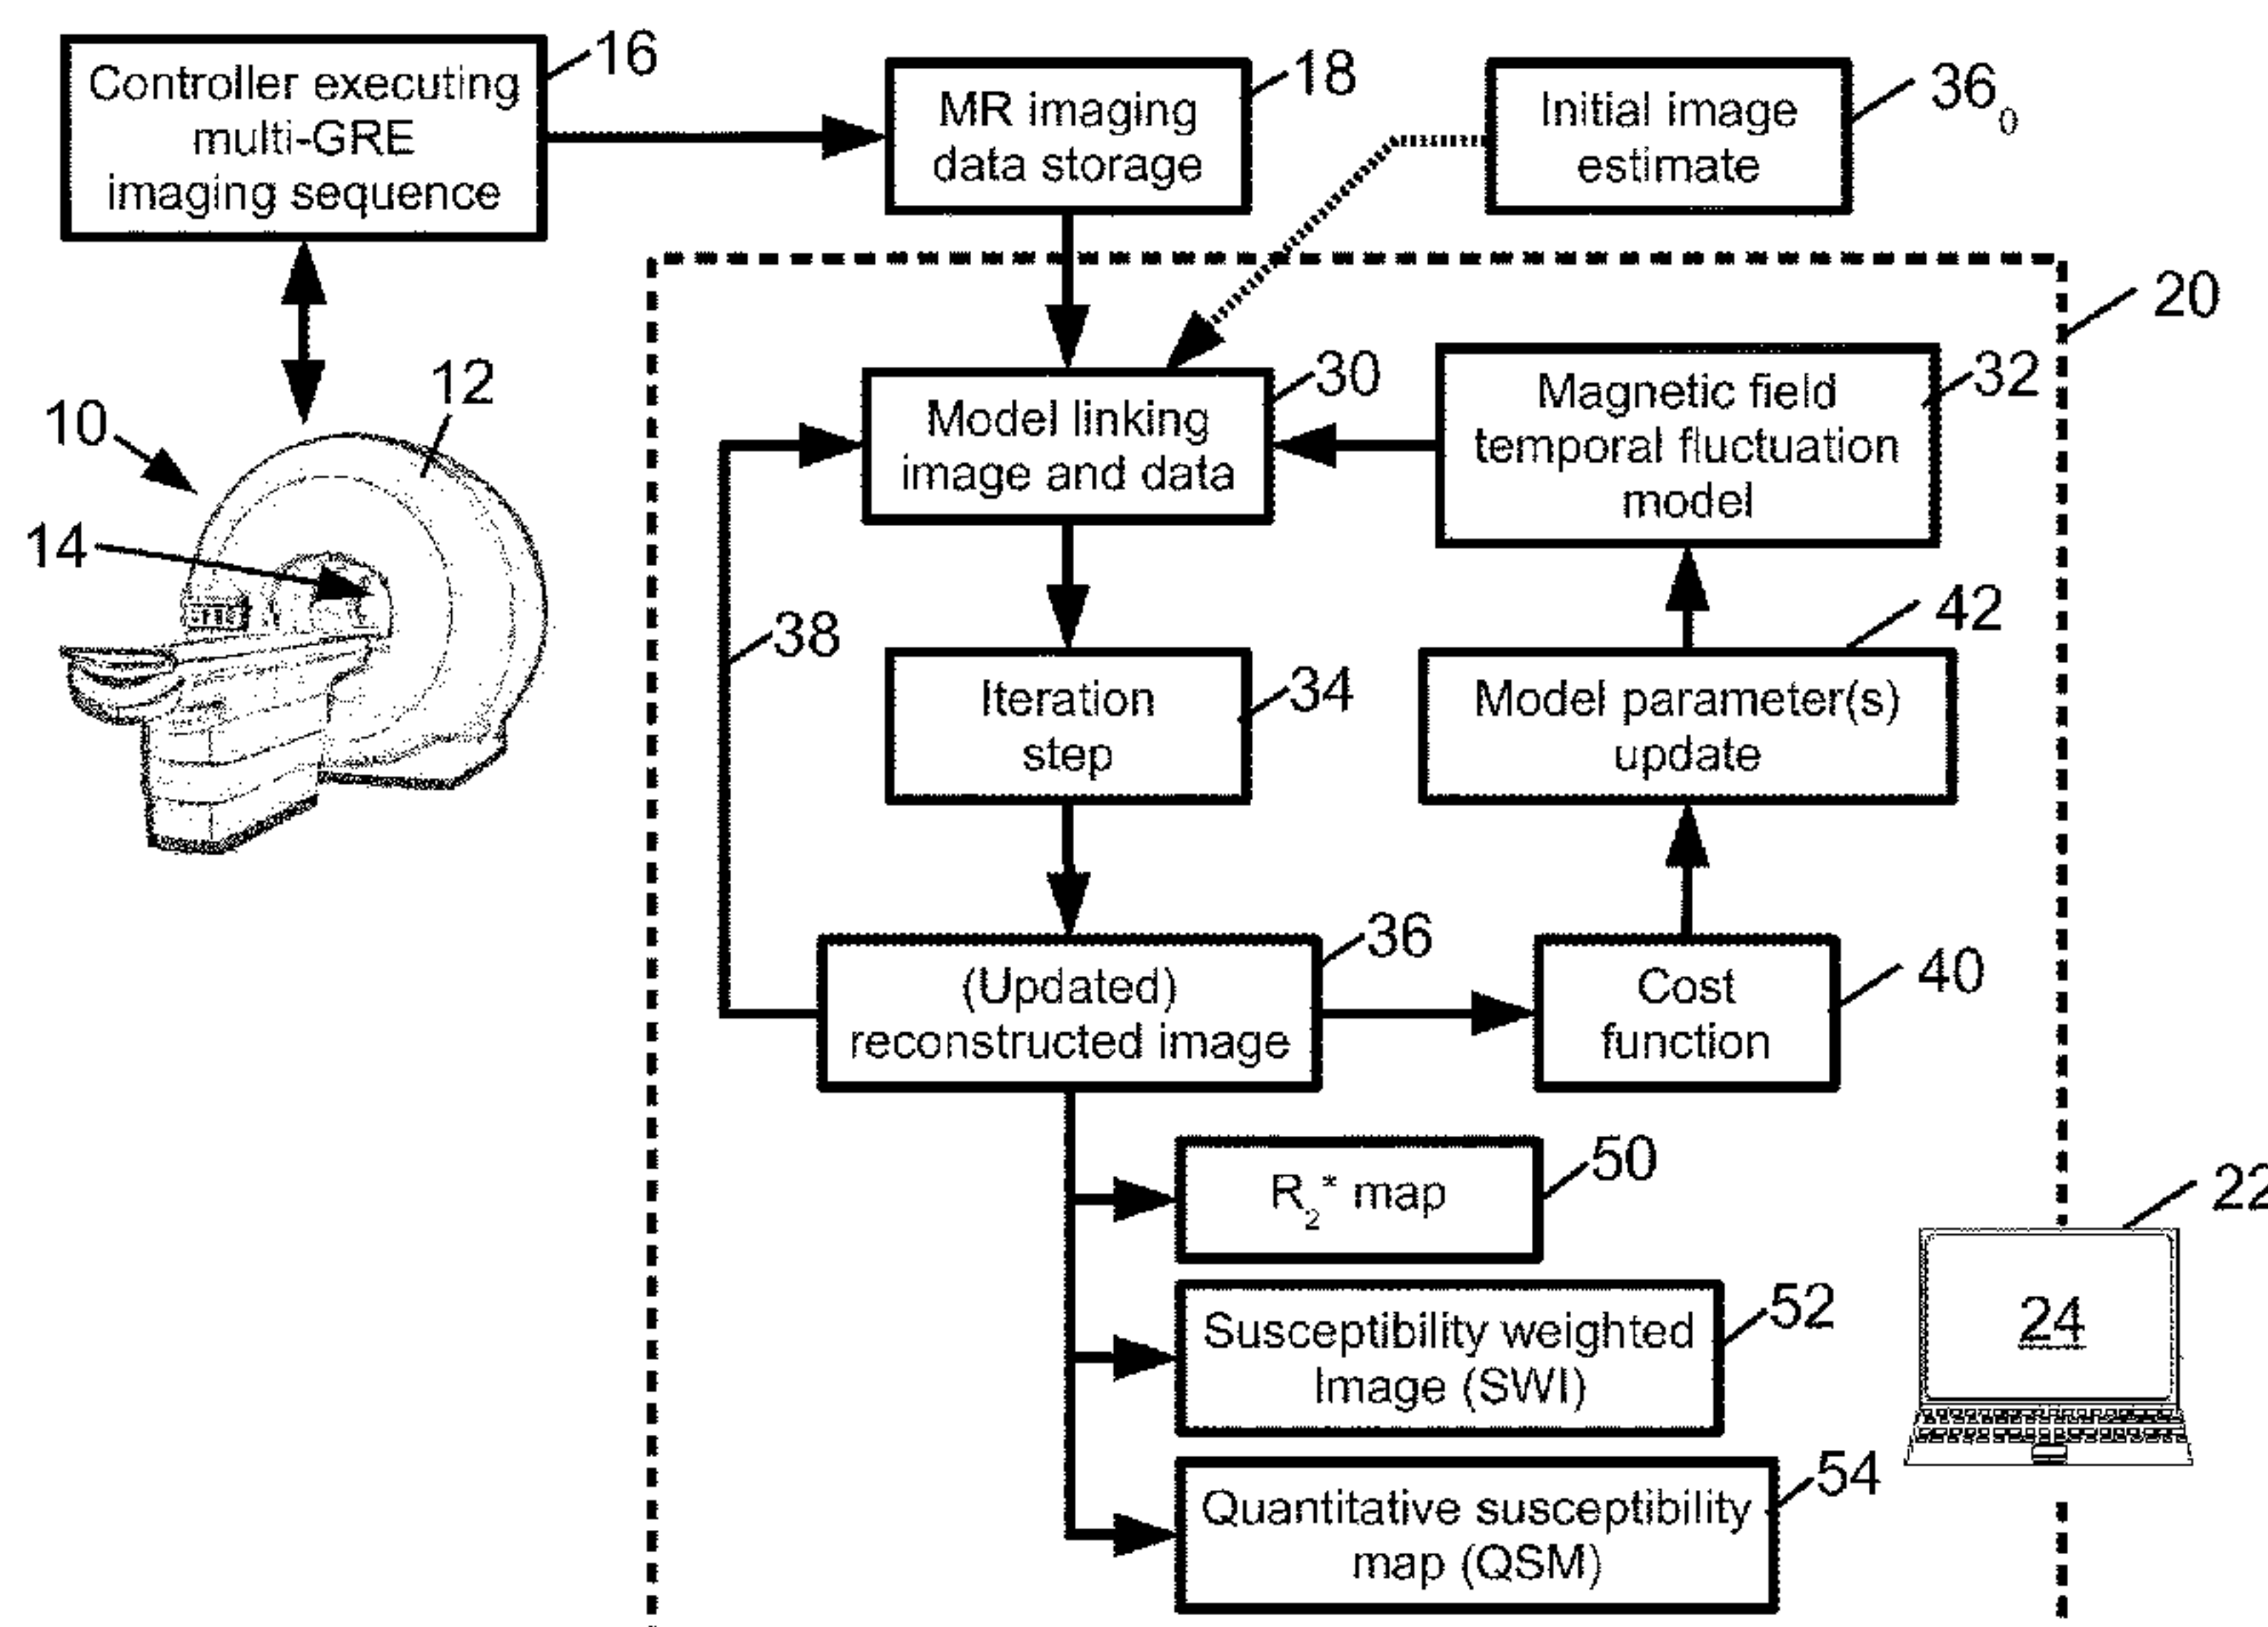 Controller executing
multi-GRE
imaging sequence
16
MR imaging
data storage
18
Initial image
estimate
36₀
20
10
12
14
Model linking
image and data
30
Magnetic field
temporal fluctuation
model
32
38
Iteration
step
34
Model parameter(s)
update
42
(Updated)
reconstructed image
36
Cost
function
40
R₂* map
50
Susceptibility weighted
Image (SWI)
52
Quantitative susceptibility
map (QSM)
54
22
24